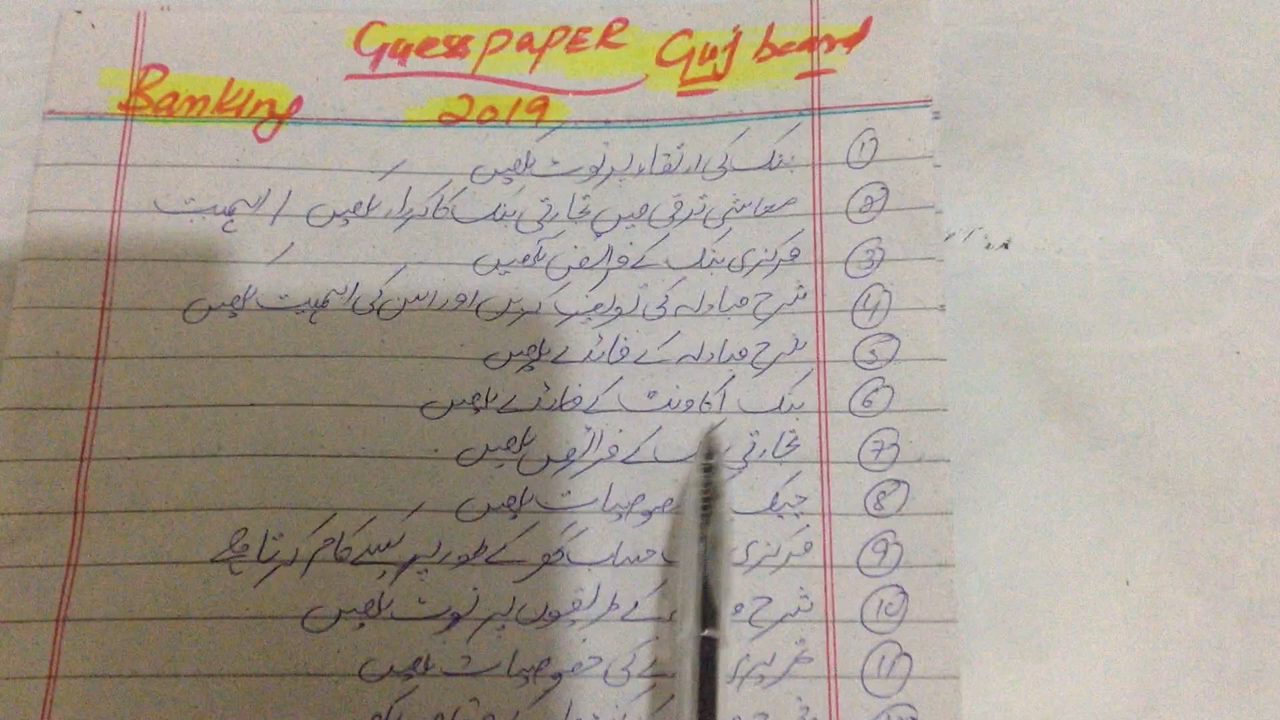 Guess paper Guj board
Banking 2019
① بنک کی ارتقاء پر نوٹ لکھیں
② معاشی ترقی میں تجارتی بنک کا کردار لکھیں / اہمیت
③ مرکزی بنک کے فرائض لکھیں
④ شرح مبادلہ کی تعریف کریں اور اس کی اہمیت لکھیں
⑤ شرح مبادلہ کے فائدے لکھیں
⑥ بنک اکاونٹ کے فائدے لکھیں
⑦ تجارتی کے فرائض لکھیں
⑧ چیک لکھیں
⑨ مرکزی حساب گو کے طور پر کیسے کام کرتا ہے
⑩ شرح کے طریقوں پر نوٹ لکھیں
⑪ کی خصوصیات لکھیں